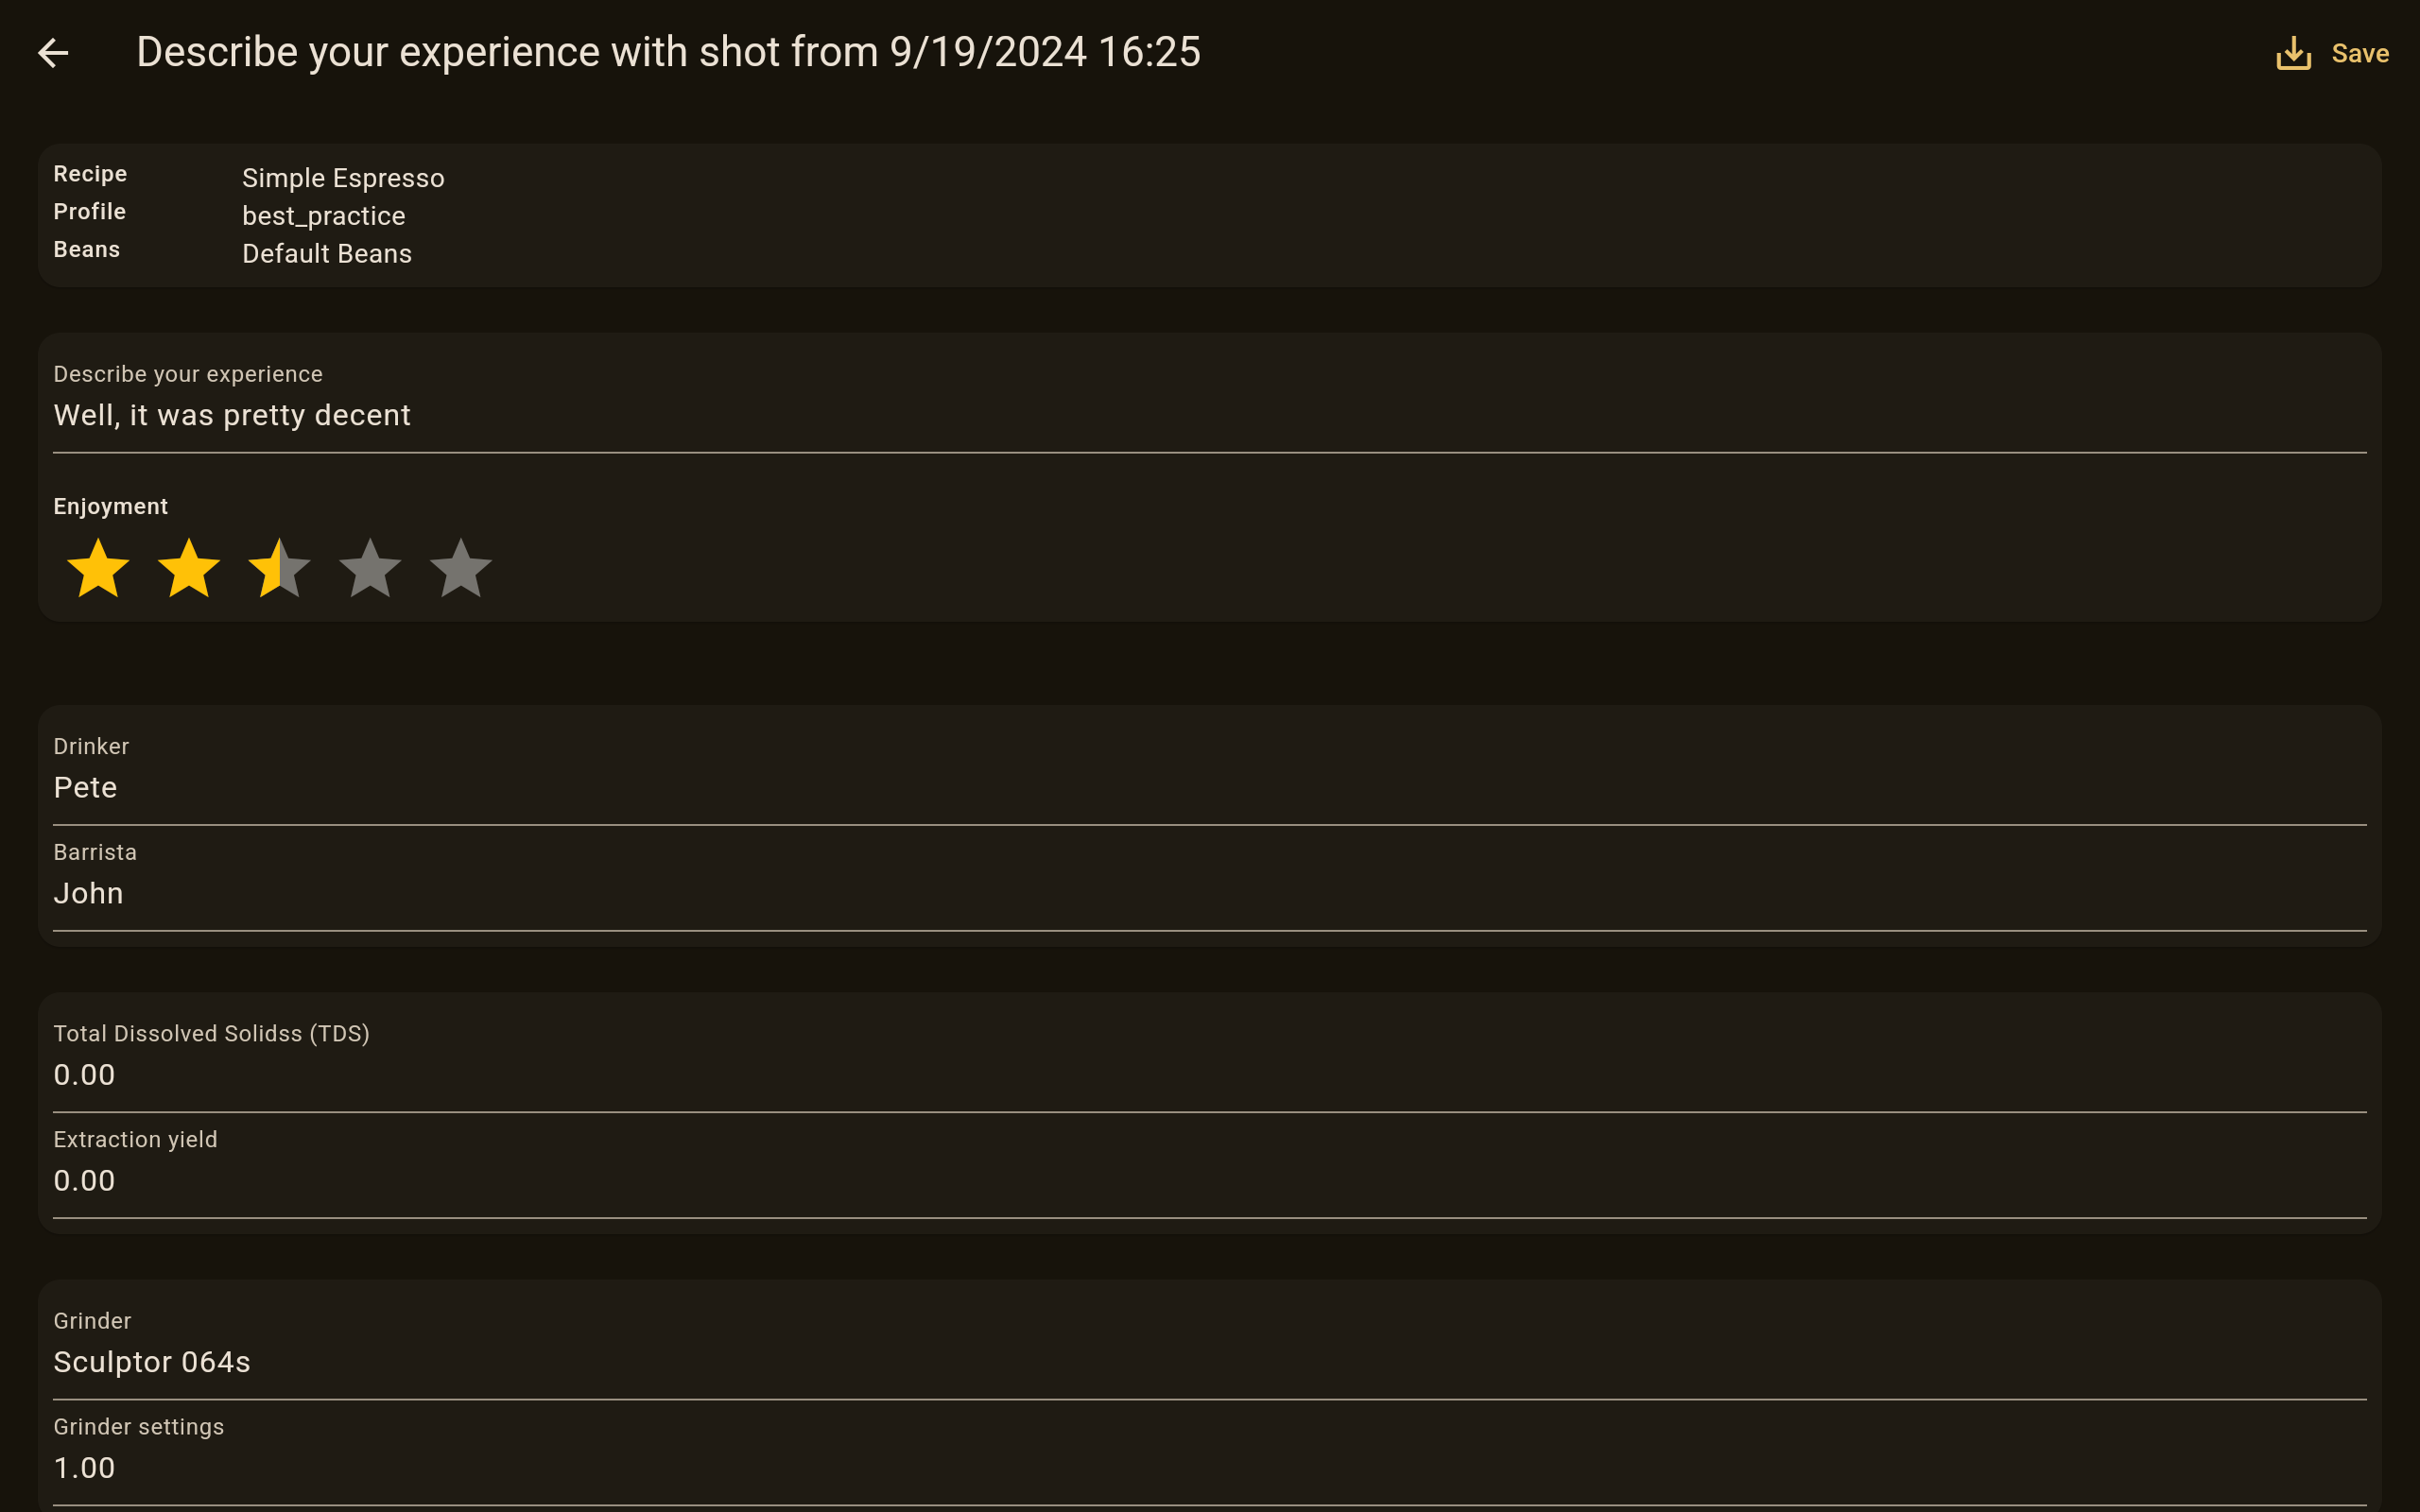 Describe your experience with shot from 9/19/2024 16:25
Save
Recipe Simple Espresso
Profile best_practice
Beans Default Beans
Describe your experience
Well, it was pretty decent
Enjoyment
Drinker
Pete
Barrista
John
Total Dissolved Solidss (TDS)
0.00
Extraction yield
0.00
Grinder
Sculptor 064s
Grinder settings
1.00